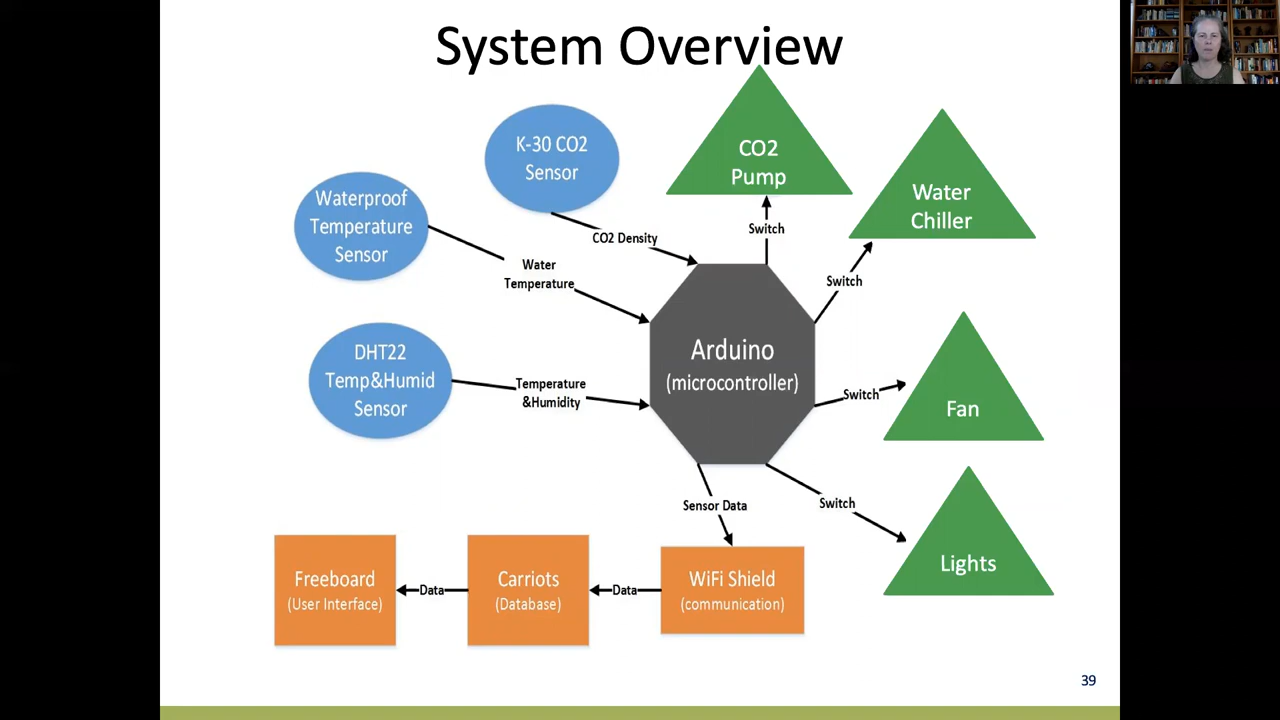 System Overview
K-30 CO2
Sensor
CO2
Pump
Water
Chiller
Waterproof
Temperature
Sensor
CO2 Density
Switch
Water
Temperature
Switch
DHT22
Temp&Humid
Sensor
Temperature
&Humidity
Arduino
(microcontroller)
Switch
Fan
Sensor Data
Switch
Lights
Freeboard
(User Interface)
Data
Carriots
(Database)
Data
WiFi Shield
(communication)
39